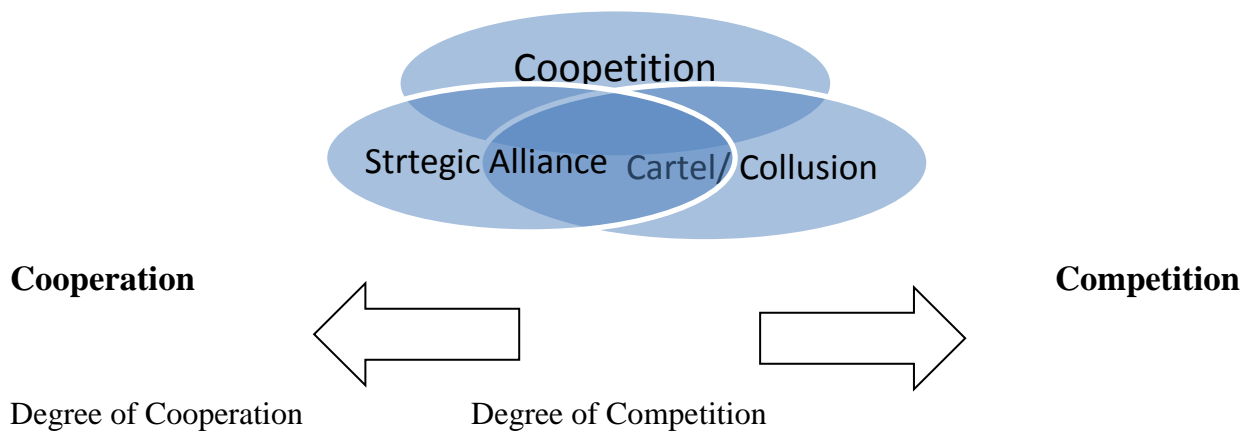 Coopetition
Strtegic Alliance
Cartel/ Collusion
Cooperation
Competition
Degree of Cooperation
Degree of Competition